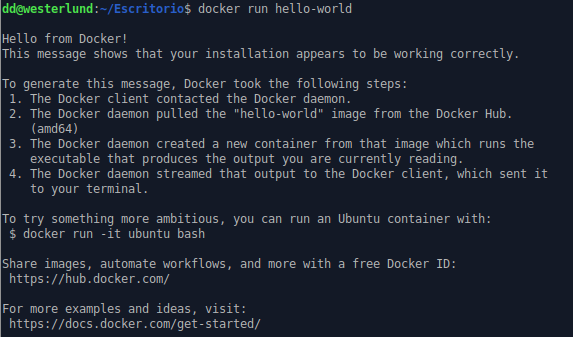 dd@westerlund:~/Escritorio$ docker run hello-world
Hello from Docker!
This message shows that your installation appears to be working correctly.
To generate this message, Docker took the following steps:
1. The Docker client contacted the Docker daemon.
2. The Docker daemon pulled the "hello-world" image from the Docker Hub.
(amd64)
3. The Docker daemon created a new container from that image which runs the
executable that produces the output you are currently reading.
4. The Docker daemon streamed that output to the Docker client, which sent it
to your terminal.
To try something more ambitious, you can run an Ubuntu container with:
$ docker run -it ubuntu bash
Share images, automate workflows, and more with a free Docker ID:
https://hub.docker.com/
For more examples and ideas, visit:
https://docs.docker.com/get-started/